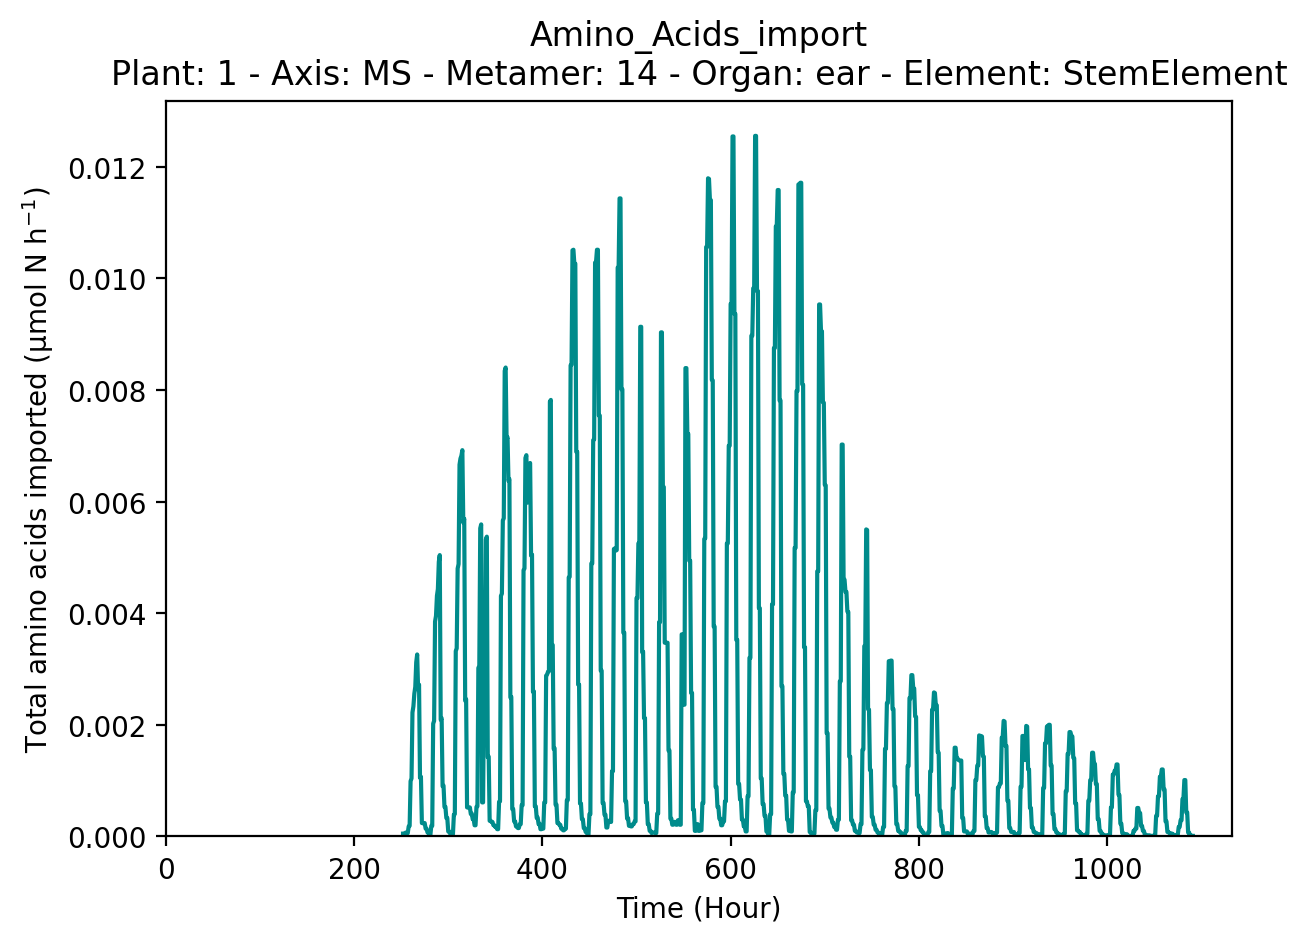 Amino_Acids_import
Plant: 1 - Axis: MS - Metamer: 14 - Organ: ear - Element: StemElement
Total amino acids imported (µmol N h⁻¹)
0.012
0.010
0.008
0.006
0.004
0.002
0.000
0 200 400 600 800 1000
Time (Hour)